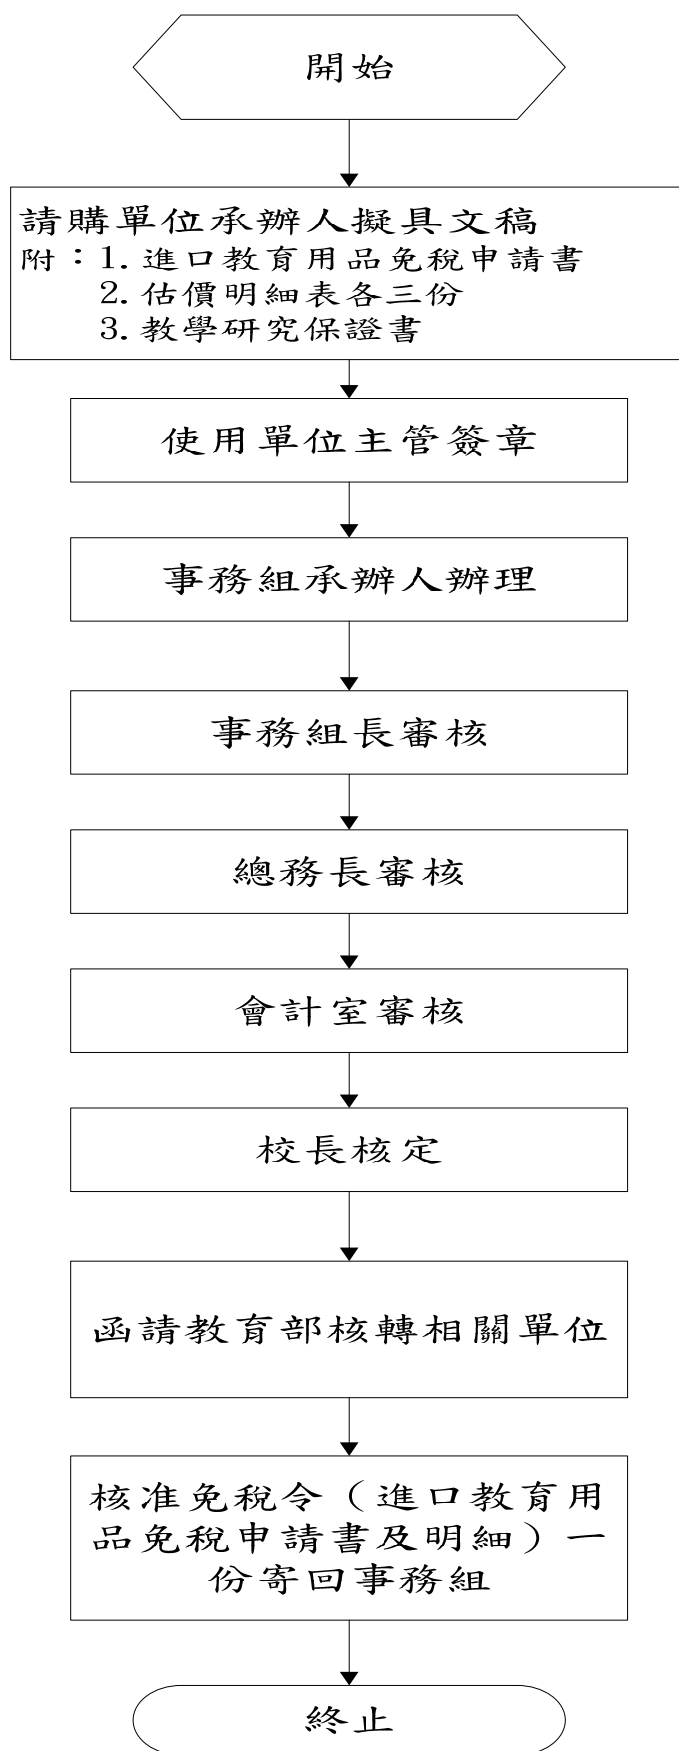 開始
請購單位承辦人擬具文稿
附：1. 進口教育用品免稅申請書
2. 估價明細表各三份
3. 教學研究保證書
使用單位主管簽章
事務組承辦人辦理
事務組長審核
總務長審核
會計室審核
校長核定
函請教育部核轉相關單位
核准免稅令（進口教育用
品免稅申請書及明細）一
份寄回事務組
終止